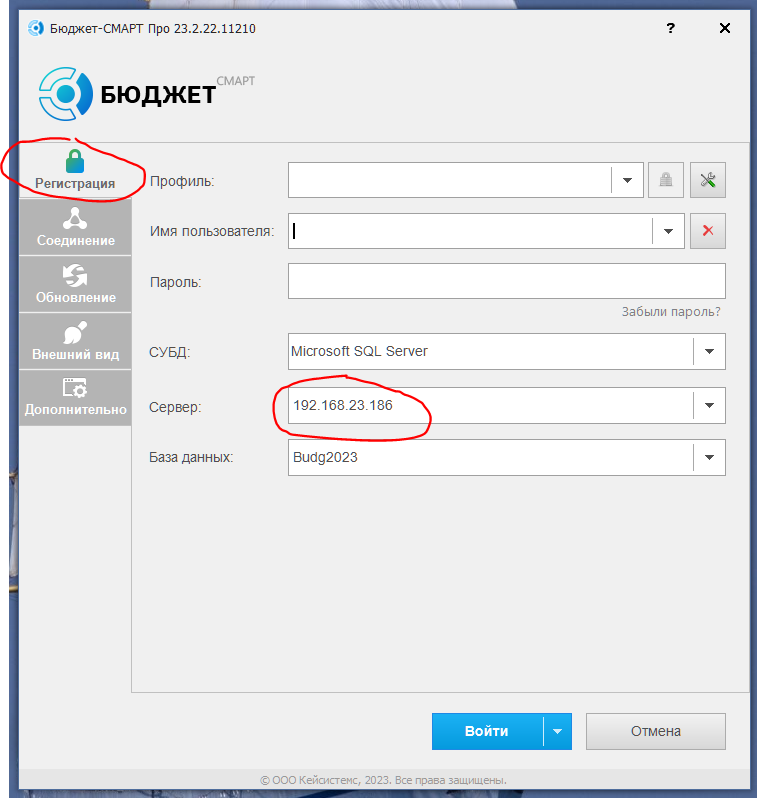 Бюджет-СМАРТ Про 23.2.22.11210
?
БЮДЖЕТ СМАРТ
Регистрация
Соединение
Обновление
Внешний вид
Дополнительно
Профиль:
Имя пользователя:
Пароль:
Забыли пароль?
СУБД: Microsoft SQL Server
Сервер: 192.168.23.186
База данных: Budg2023
Войти
Отмена
© ООО Кейсистемс, 2023. Все права защищены.